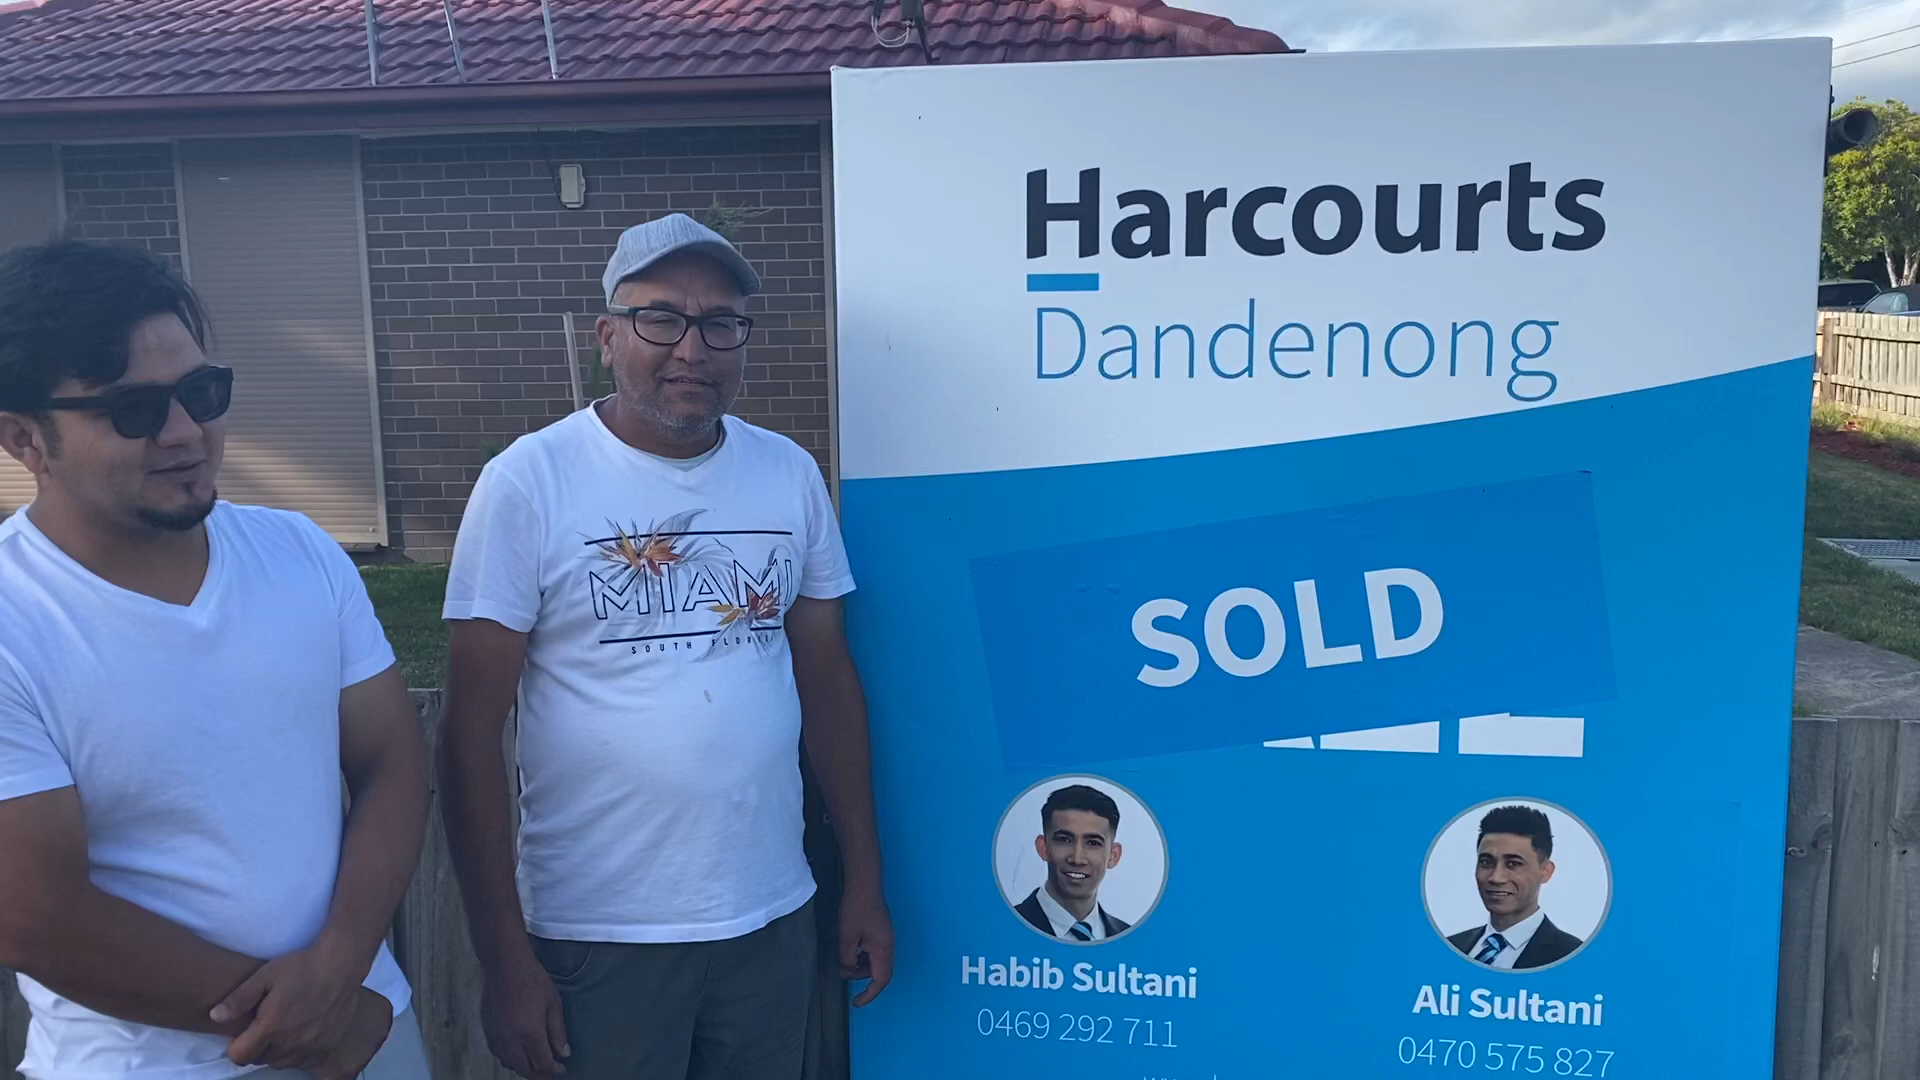 Harcourts
Dandenong
SOLD
Habib Sultani
0469 292 711
Ali Sultani
0470 575 827
MIAMI
SOUTH FLORIDA